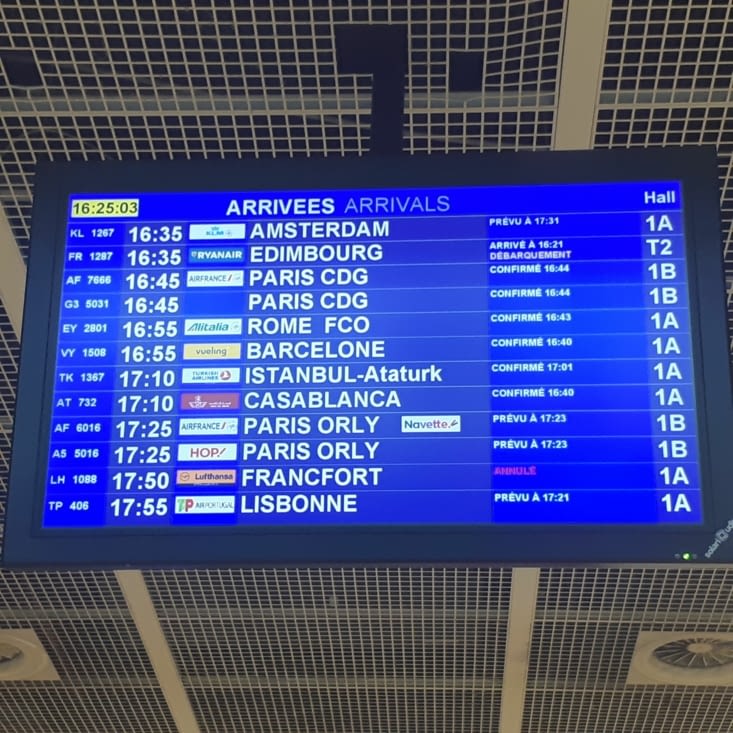 16:25:03 ARRIVEES ARRIVALS Hall
KL 1267 16:35 KLM AMSTERDAM PRÉVU À 17:31 1A
FR 1287 16:35 RYANAIR EDIMBOURG ARRIVÉ À 16:21 DÉBARQUEMENT T2
AF 7666 16:45 AIRFRANCE PARIS CDG CONFIRMÉ 16:44 1B
G3 5031 16:45 PARIS CDG CONFIRMÉ 16:44 1B
EY 2801 16:55 Alitalia ROME FCO CONFIRMÉ 16:43 1A
VY 1508 16:55 vueling BARCELONE CONFIRMÉ 16:40 1A
TK 1367 17:10 TURKISH AIRLINES ISTANBUL-Ataturk CONFIRMÉ 17:01 1A
AT 732 17:10 CASABLANCA CONFIRMÉ 16:40 1A
AF 6016 17:25 AIRFRANCE PARIS ORLY Navette PRÉVU À 17:23 1B
A5 5016 17:25 HOP! PARIS ORLY PRÉVU À 17:23 1B
LH 1088 17:50 Lufthansa FRANCFORT ANNULÉ 1A
TP 406 17:55 TP AIR PORTUGAL LISBONNE PRÉVU À 17:21 1A